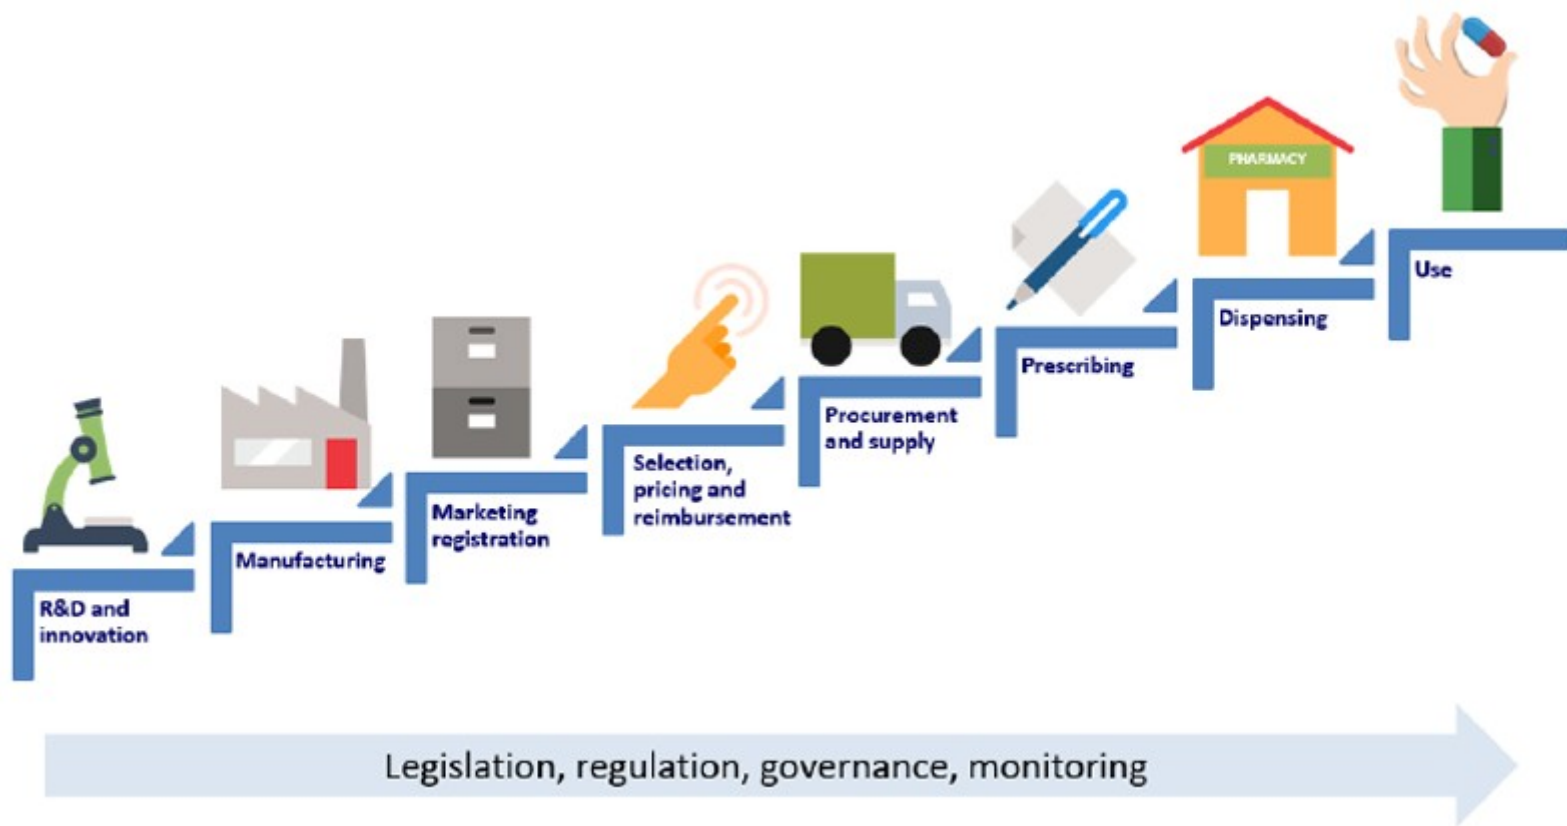 R&D and
innovation
Manufacturing
Marketing
registration
Selection,
pricing and
reimbursement
Procurement
and supply
Prescribing
PHARMACY
Dispensing
Use
Legislation, regulation, governance, monitoring